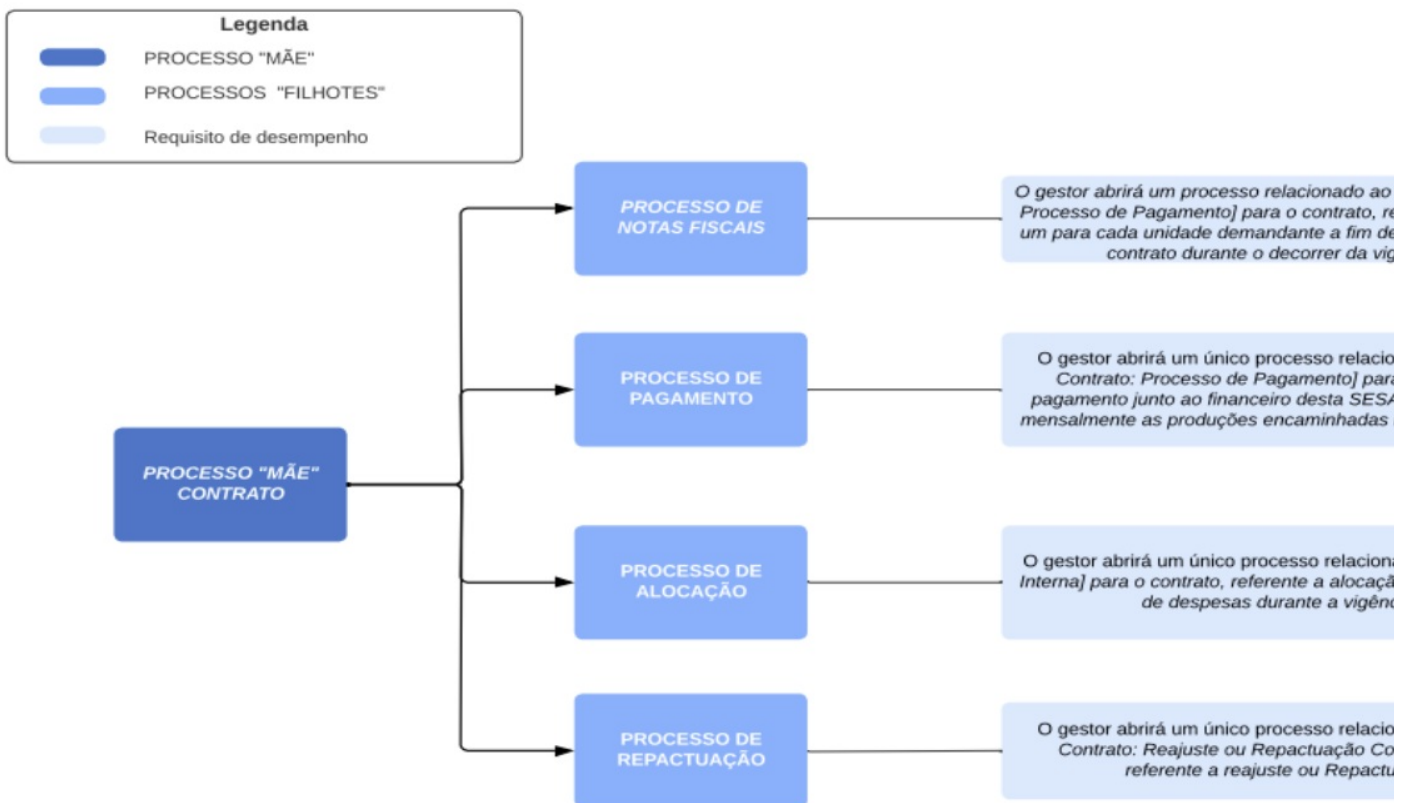 Legenda
PROCESSO "MÃE"
PROCESSOS "FILHOTES"
Requisito de desempenho
PROCESSO "MÃE"
CONTRATO
PROCESSO DE
NOTAS FISCAIS
O gestor abrirá um processo relacionado ao
Processo de Pagamento] para o contrato,
um para cada unidade demandante a fim de
contrato durante o decorrer da
PROCESSO DE
PAGAMENTO
O gestor abrirá um único processo
Contrato: Processo de Pagamento]
pagamento junto ao financeiro desta
mensalmente as produções encaminhadas
PROCESSO DE
ALOCAÇÃO
O gestor abrirá um único processo
Interna] para o contrato, referente a
de despesas durante a
PROCESSO DE
REPACTUAÇÃO
O gestor abrirá um único processo
Contrato: Reajuste ou Repactuação
referente a reajuste ou